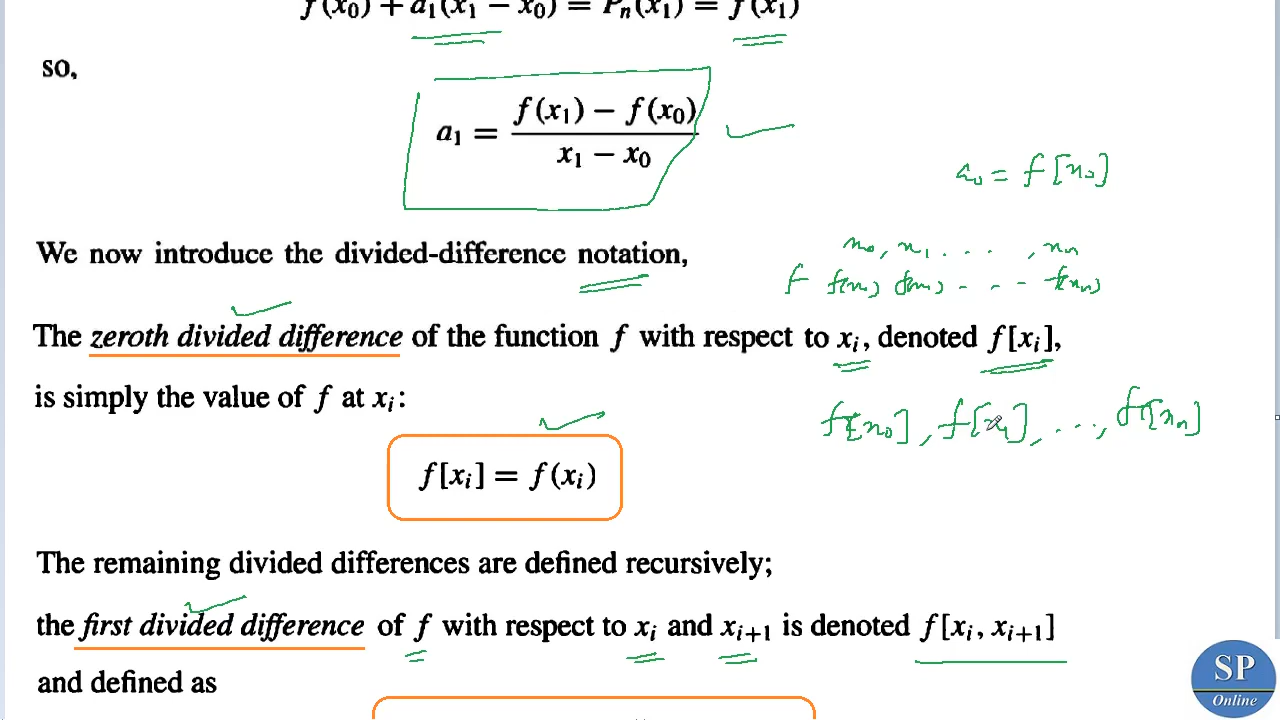 f(x₀) + a₁(x₁ − x₀) = Pₙ(x₁) = f(x₁)
so,
a₁ = \frac{f(x₁) − f(x₀)}{x₁ − x₀}
a₀ = f[x₀]
We now introduce the divided-difference notation,
x₀, x₁ . . . , xₙ
f f(x₀) f(x₁) . . . f(xₙ)
The zeroth divided difference of the function f with respect to xᵢ, denoted f[xᵢ],
is simply the value of f at xᵢ:
f[x₀], f[x₁], . . . , f[xₙ]
f[xᵢ] = f(xᵢ)
The remaining divided differences are defined recursively;
the first divided difference of f with respect to xᵢ and xᵢ₊₁ is denoted f[xᵢ, xᵢ₊₁]
and defined as
SP
Online